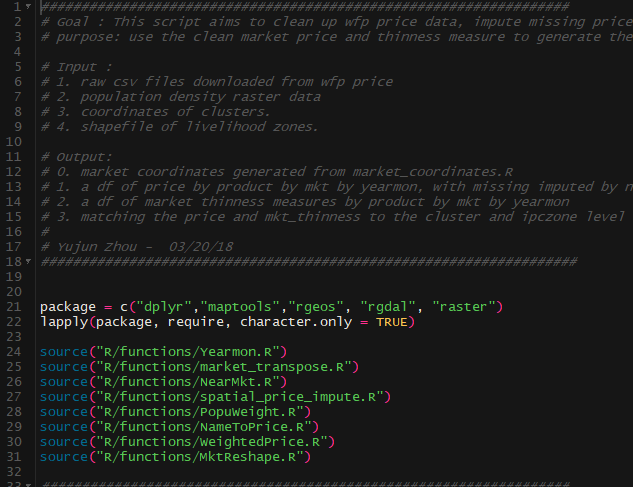 1 ####################################################################
2 # Goal : This script aims to clean up wfp price data, impute missing price
3 # purpose: use the clean market price and thinness measure to generate the
4
5 # Input :
6 # 1. raw csv files downloaded from wfp price
7 # 2. population density raster data
8 # 3. coordinates of clusters.
9 # 4. shapefile of livelihood zones.
10
11 # Output:
12 # 0. market coordinates generated from market_coordinates.R
13 # 1. a df of price by product by mkt by yearmon, with missing imputed by n
14 # 2. a df of market thinness measures by product by mkt by yearmon
15 # 3. matching the price and mkt_thinness to the cluster and ipczone level
16 #
17 # Yujun Zhou - 03/20/18
18 #####################################################################
19
20
21 package = c("dplyr","maptools","rgeos", "rgdal", "raster")
22 lapply(package, require, character.only = TRUE)
23
24 source("R/functions/Yearmon.R")
25 source("R/functions/market_transpose.R")
26 source("R/functions/NearMkt.R")
27 source("R/functions/spatial_price_impute.R")
28 source("R/functions/PopuWeight.R")
29 source("R/functions/NameToPrice.R")
30 source("R/functions/WeightedPrice.R")
31 source("R/functions/MktReshape.R")
32
33 ####################################################################